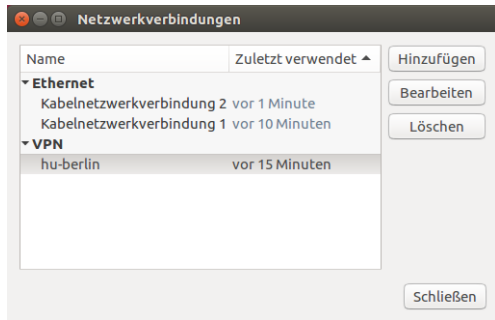 Netzwerkverbindungen
Name Zuletzt verwendet
Hinzufügen
Ethernet
Bearbeiten
Kabelnetzwerkverbindung 2 vor 1 Minute
Kabelnetzwerkverbindung 1 vor 10 Minuten
Löschen
VPN
hu-berlin vor 15 Minuten
Schließen